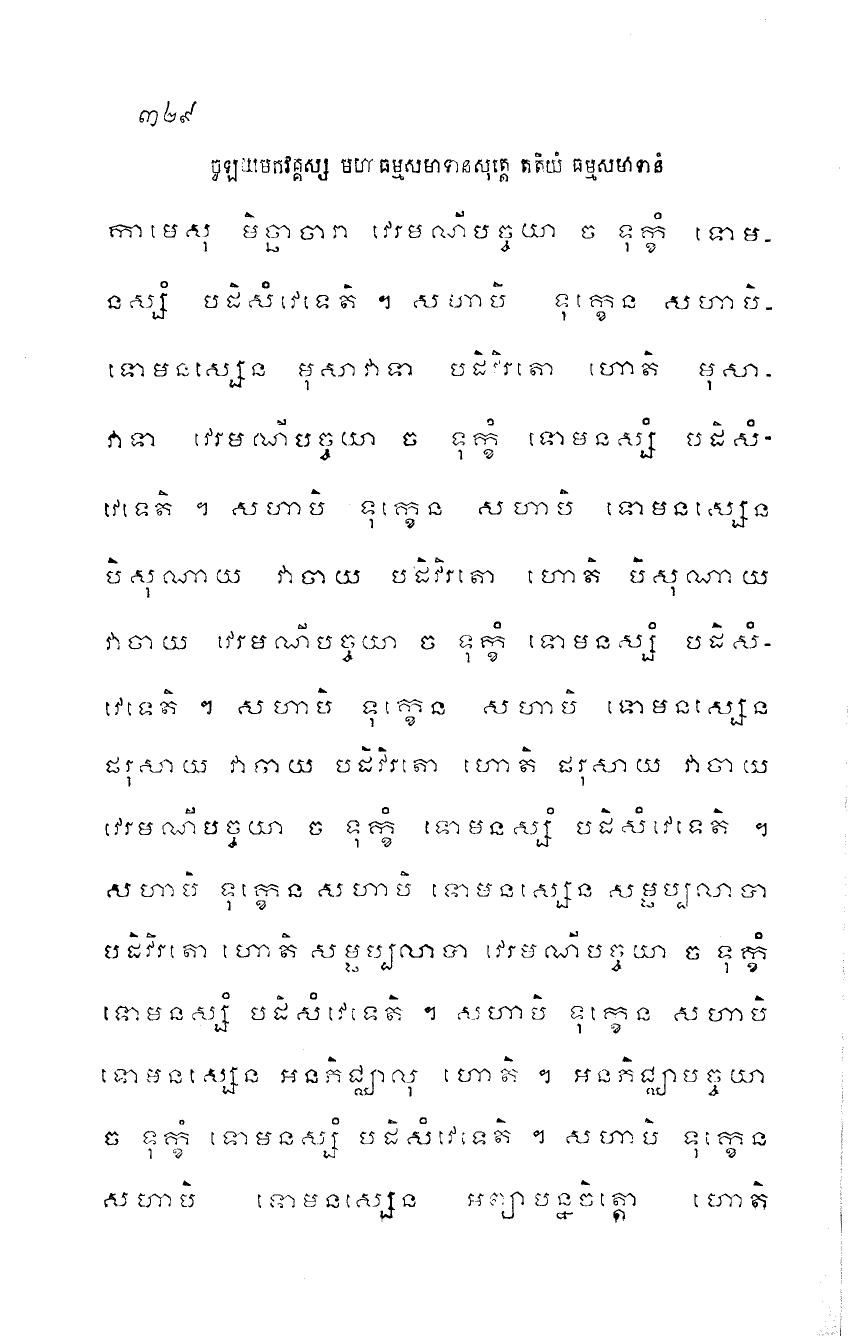 ៣២៩
ចូឡយមកវគ្គស្ស មហាធម្មសមាទានសុត្តេ តតិយំ ធម្មសមាទានំ
កាមេសុ មិច្ឆាចារា វេរមណីបច្ចយា ច ទុក្ខំ ទោម-
នស្សំ បដិសំវេទេតិ ។ សហាបិ ទុក្ខេន សហាបិ-
ទោមនស្សេន មុសាវាទា បដិវិរតោ ហោតិ មុសា-
វាទា វេរមណីបច្ចយា ច ទុក្ខំ ទោមនស្សំ បដិសំ-
វេទេតិ ។ សហាបិ ទុក្ខេន សហាបិ ទោមនស្សេន
បិសុណាយ វាចាយ បដិវិរតោ ហោតិ បិសុណាយ
វាចាយ វេរមណីបច្ចយា ច ទុក្ខំ ទោមនស្សំ បដិសំ-
វេទេតិ ។ សហាបិ ទុក្ខេន សហាបិ ទោមនស្សេន
ផរុសាយ វាចាយ បដិវិរតោ ហោតិ ផរុសាយ វាចាយ
វេរមណីបច្ចយា ច ទុក្ខំ ទោមនស្សំ បដិសំវេទេតិ ។
សហាបិ ទុក្ខេន សហាបិ ទោមនស្សេន សម្ផប្បលាបា
បដិវិរតោ ហោតិ សម្ផប្បលាបា វេរមណីបច្ចយា ច ទុក្ខំ
ទោមនស្សំ បដិសំវេទេតិ ។ សហាបិ ទុក្ខេន សហាបិ
ទោមនស្សេន អនភិជ្ឈាលុ ហោតិ ។ អនភិជ្ឈាបច្ចយា
ច ទុក្ខំ ទោមនស្សំ បដិសំវេទេតិ ។ សហាបិ ទុក្ខេន
សហាបិ ទោមនស្សេន អព្យាបន្នចិត្តោ ហោតិ